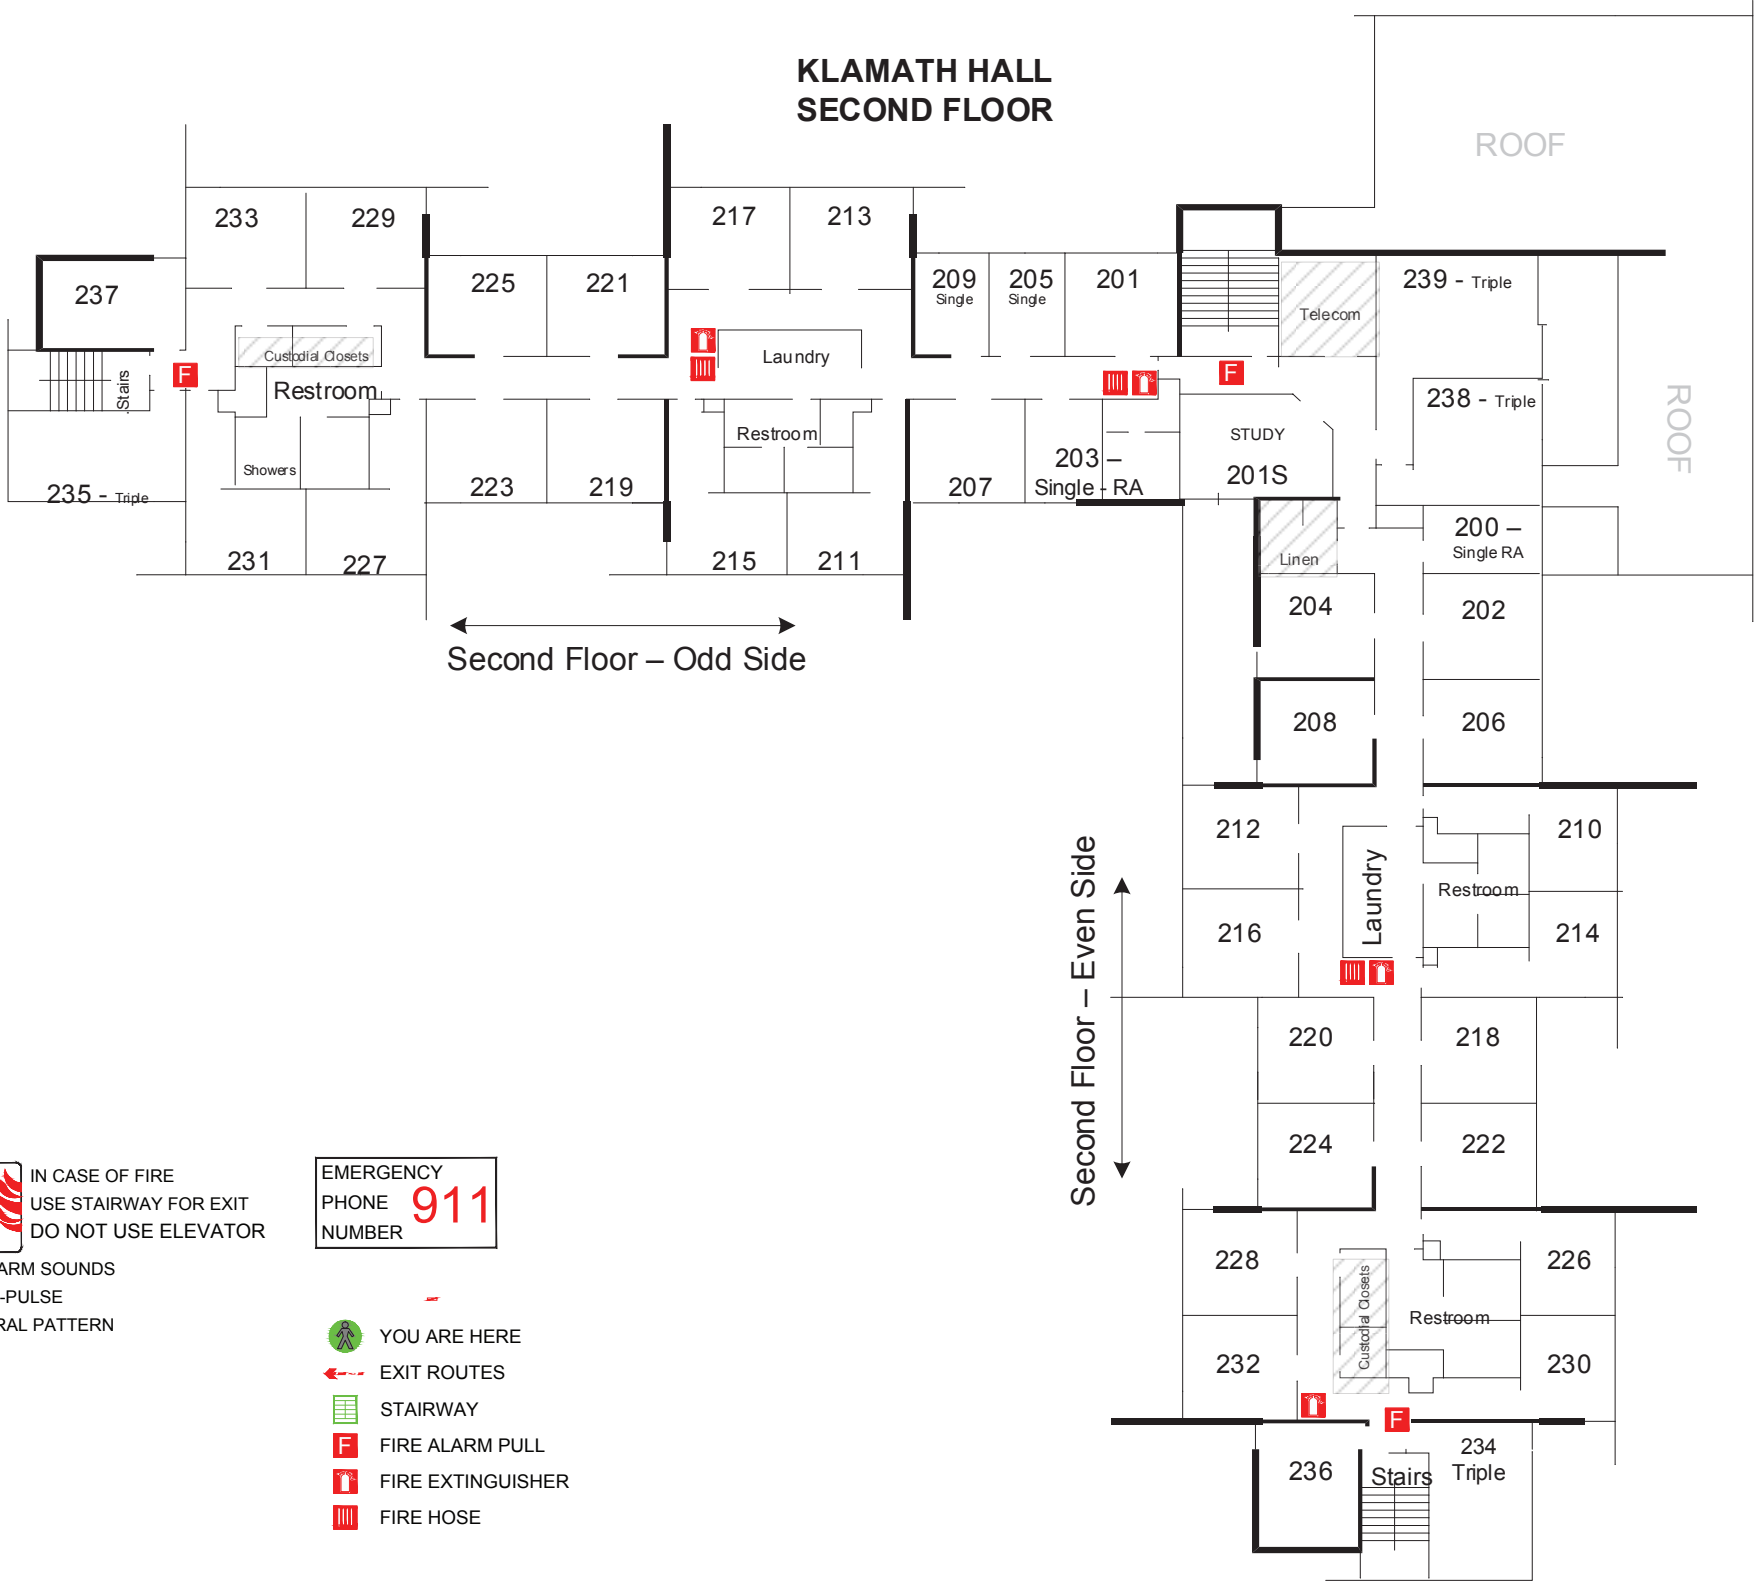 KLAMATH HALL
SECOND FLOOR
ROOF
233
229
217
213
237
225
221
209
Single
205
Single
201
239 - Triple
Telecom
Custodial Closets
Laundry
F
F
Stairs
Restroom
238 - Triple
ROOF
Restroom
STUDY
Showers
203 –
Single - RA
201S
235 - Triple
223
219
207
200 –
Single RA
231
227
215
211
Linen
204
202
Second Floor – Odd Side
208
206
212
210
Laundry
Restroom
Second Floor – Even Side
216
214
220
218
224
222
IN CASE OF FIRE
USE STAIRWAY FOR EXIT
DO NOT USE ELEVATOR
ARM SOUNDS
-PULSE
RAL PATTERN
EMERGENCY
PHONE 911
NUMBER
228
226
Custodial Closets
Restroom
232
230
YOU ARE HERE
EXIT ROUTES
STAIRWAY
F FIRE ALARM PULL
FIRE EXTINGUISHER
FIRE HOSE
F
236
Stairs
234
Triple